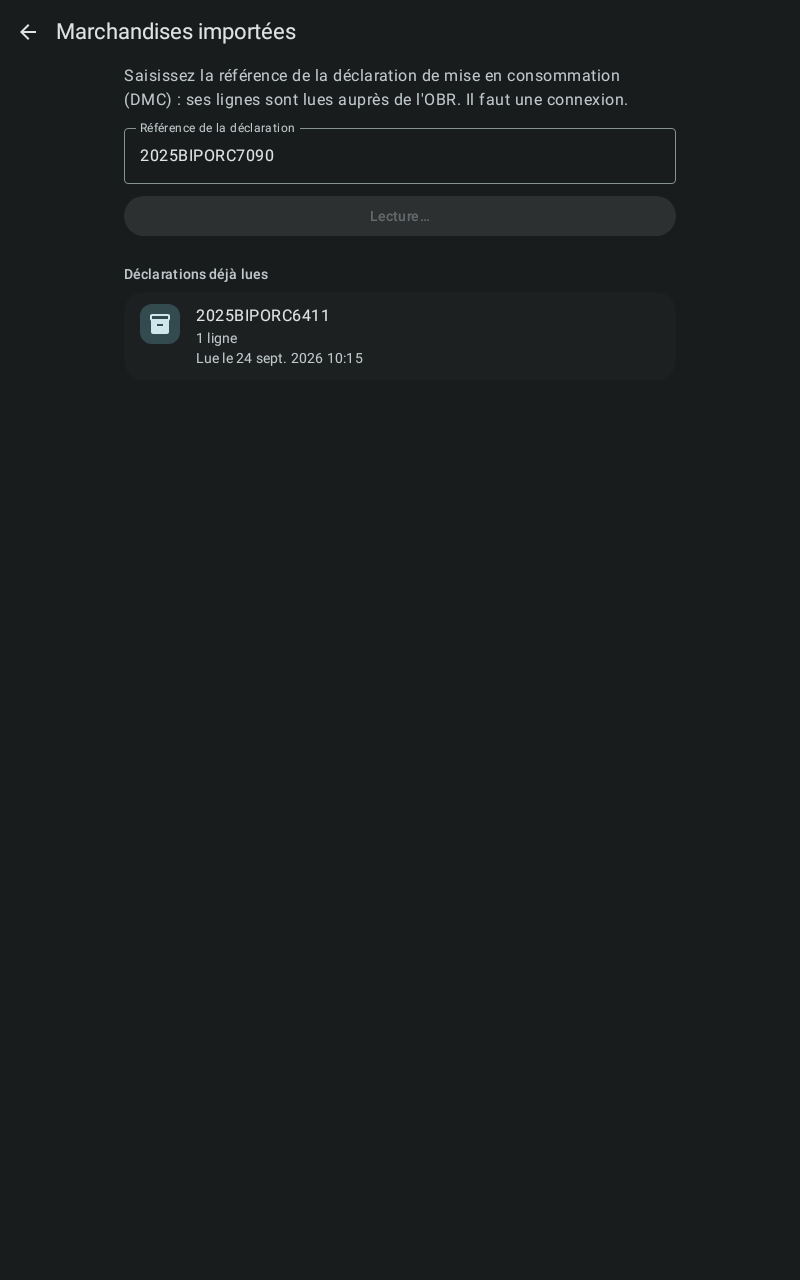 Marchandises importées
Saisissez la référence de la déclaration de mise en consommation
(DMC) : ses lignes sont lues auprès de l'OBR. Il faut une connexion.
Référence de la déclaration
2025BIPORC7090
Lecture…
Déclarations déjà lues
2025BIPORC6411
1 ligne
Lue le 24 sept. 2026 10:15